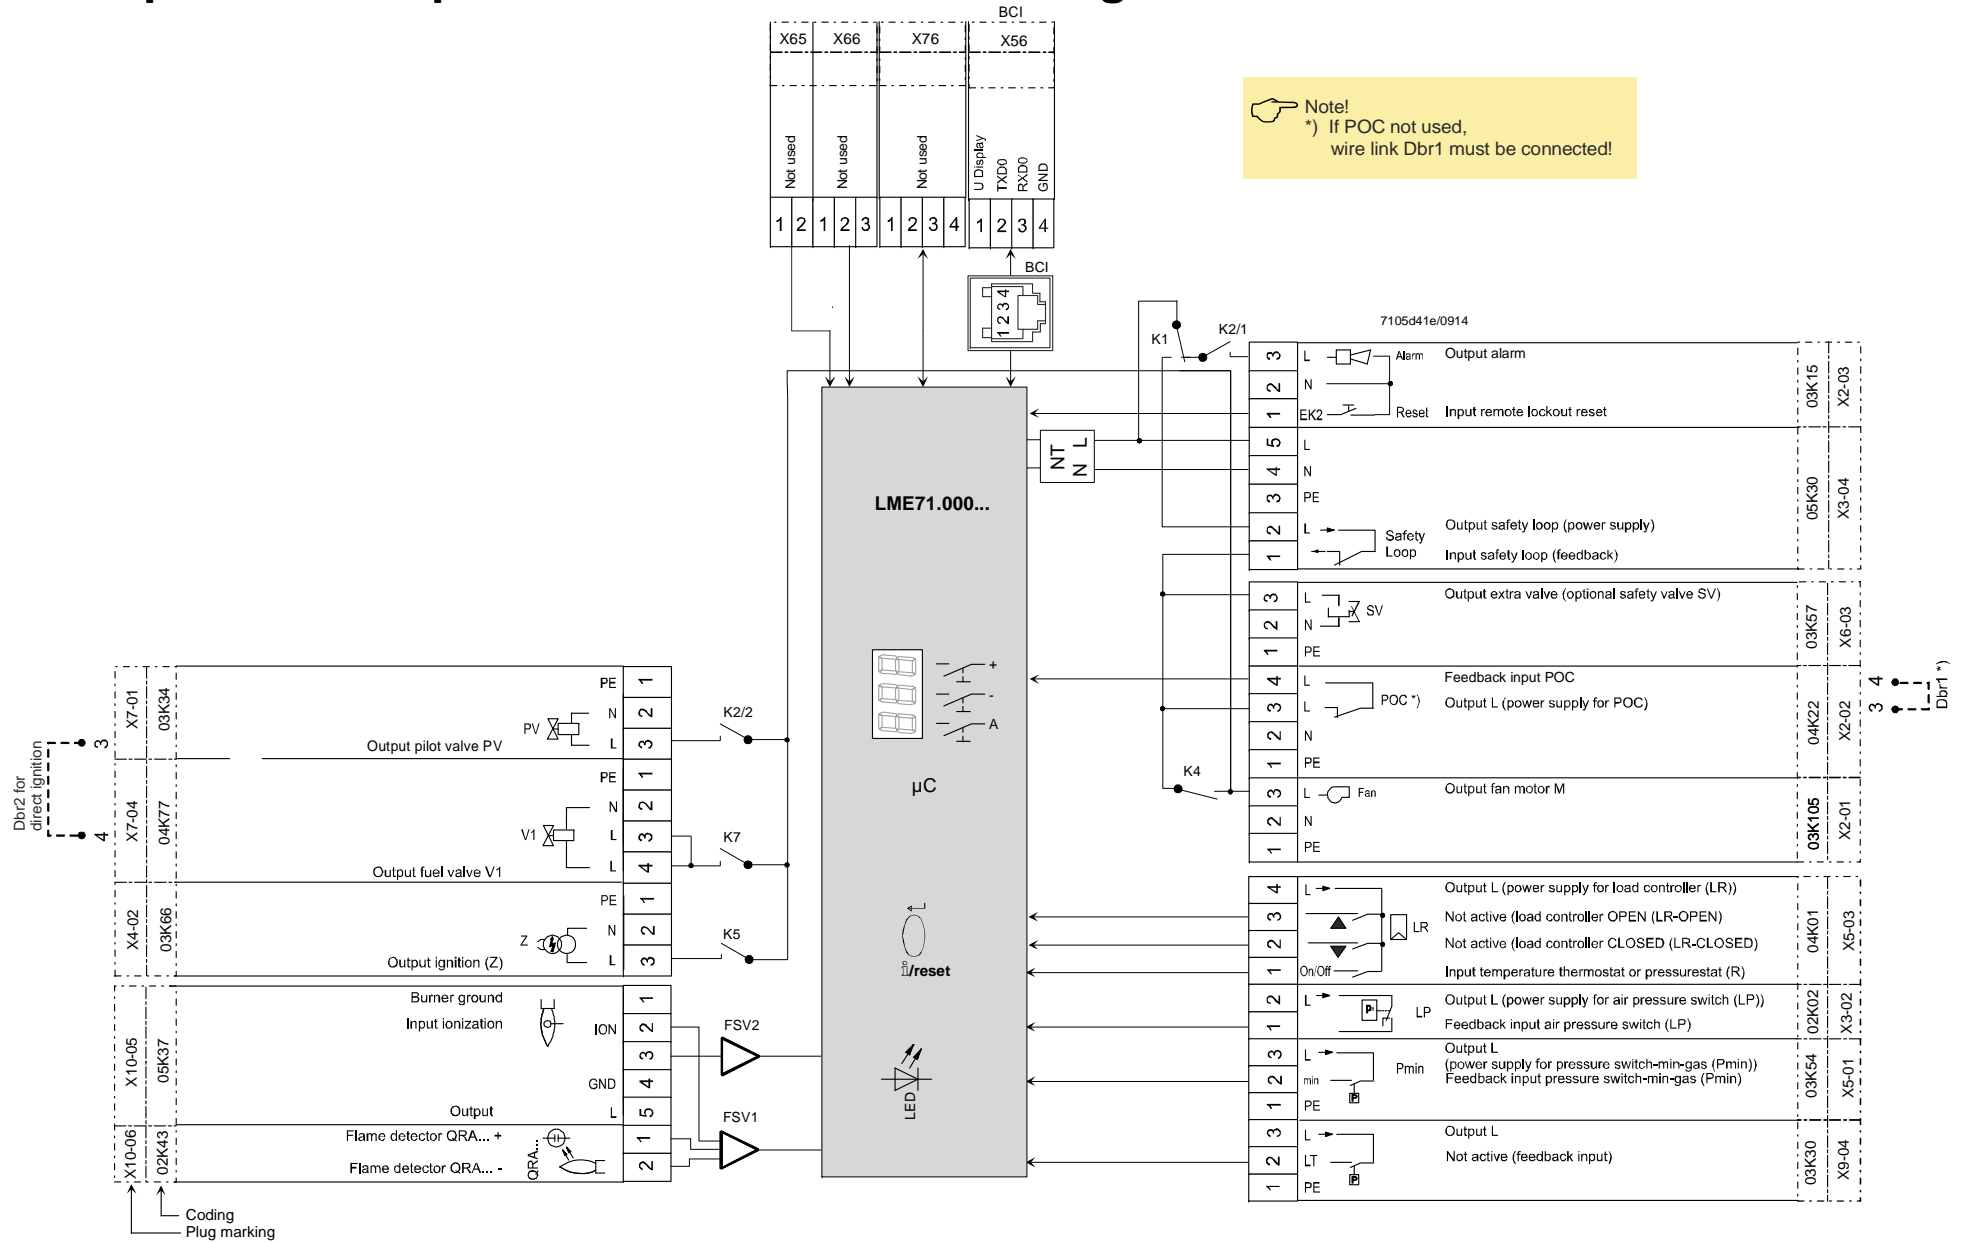 BCI
X65 X66 X76 X56
Not used
Not used
Not used
U Display
TXD0
RXD0
GND
1 2 1 2 3 1 2 3 4 1 2 3 4
BCI
1 2 3 4
Note!
*) If POC not used,
wire link Dbr1 must be connected!
7105d41e/0914
K1
K2/1
3 L Alarm Output alarm
2 N
1 EK2 Reset Input remote lockout reset
03K15
X2-03
NT
N L
5 L
4 N
3 PE
2 L Safety Loop Output safety loop (power supply)
1 Input safety loop (feedback)
05K30
X3-04
3 L SV Output extra valve (optional safety valve SV)
2 N
1 PE
03K57
X6-03
4 L Feedback input POC
3 L POC *) Output L (power supply for POC)
2 N
1 PE
04K22
X2-02
3 4
Dbr1 *)
K4
3 L Fan Output fan motor M
2 N
1 PE
03K105
X2-01
4 L Output L (power supply for load controller (LR))
3 Not active (load controller OPEN (LR-OPEN)
LR
2 Not active (load controller CLOSED (LR-CLOSED)
1 On/Off Input temperature thermostat or pressurestat (R)
04K01
X5-03
2 L Output L (power supply for air pressure switch (LP))
LP
1 Feedback input air pressure switch (LP)
02K02
X3-02
3 L Output L
(power supply for pressure switch-min-gas (Pmin))
Pmin
2 min Feedback input pressure switch-min-gas (Pmin)
P
1 PE
03K54
X5-01
3 L Output L
2 LT Not active (feedback input)
P
1 PE
03K30
X9-04
LME71.000...
+
-
A
µC
i/reset
LED
Dbr2 for
direct ignition
3
4
X7-01
03K34
PE 1
PV N 2
Output pilot valve PV L 3
K2/2
X7-04
04K77
PE 1
N 2
V1 L 3
Output fuel valve V1 L 4
K7
X4-02
03K66
PE 1
Z N 2
Output ignition (Z) L 3
K5
X10-05
05K37
Burner ground 1
Input ionization ION 2
3
GND 4
Output L 5
FSV2
FSV1
X10-06
02K43
Flame detector QRA... + 1
Flame detector QRA... - 2
QRA...
Coding
Plug marking